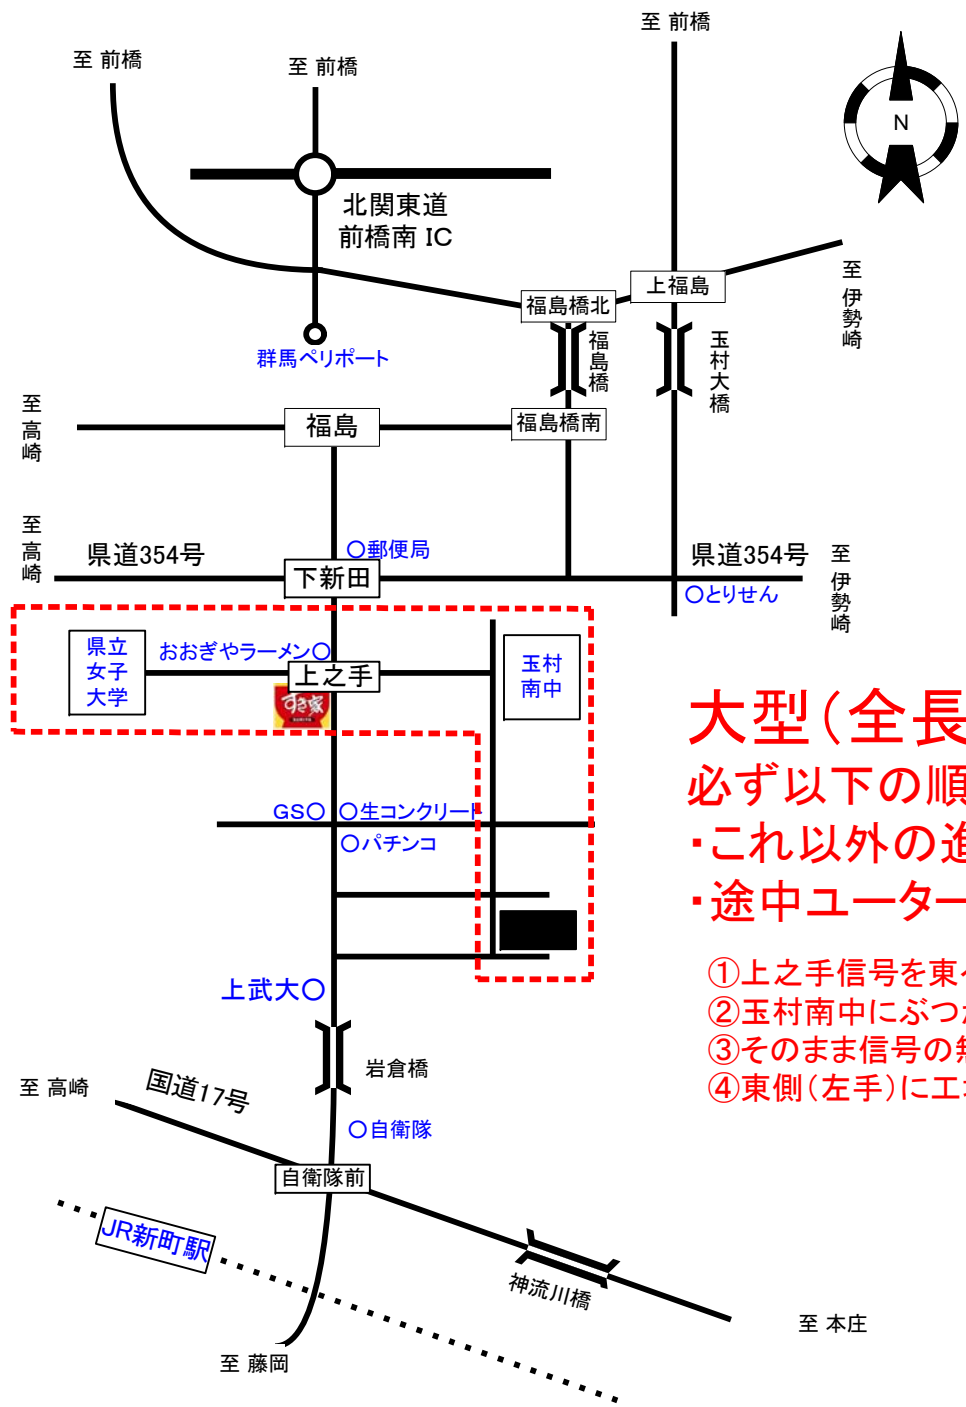 至 前橋
至 前橋
至 前橋
N
北関東道
前橋南 IC
上福島
至 伊勢崎
福島橋北
福島橋
玉村大橋
群馬ペリポート
至 高崎
福島
福島橋南
至 高崎
県道354号
○郵便局
県道354号
至 伊勢崎
下新田
○とりせん
県立
女子
大学
おおぎやラーメン○
上之手
玉村
南中
すき家
大型（全長
必ず以下の順
・これ以外の進
・途中ユーター
GS○
○生コンクリート
○パチンコ
①上之手信号を東へ
②玉村南中にぶつか
③そのまま信号の無
④東側（左手）に工場
上武大○
岩倉橋
至 高崎
国道17号
○自衛隊
自衛隊前
JR新町駅
神流川橋
至 本庄
至 藤岡